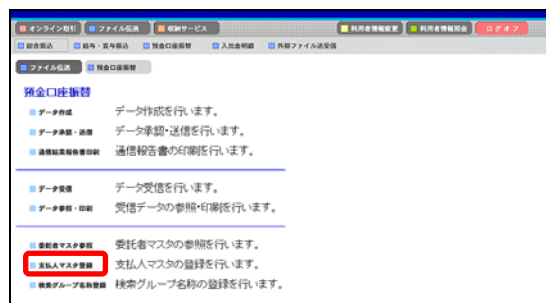 オンライン取引 ファイル伝送 収納サービス 利用者情報変更 利用者情報照会 ログオフ
総合振込 給与・賞与振込 預金口座振替 入出金明細 外部ファイル送受信
ファイル伝送 預金口座振替
預金口座振替
データ作成 データ作成を行います。
データ承認・送信 データ承認・送信を行います。
通信結果報告書印刷 通信報告書の印刷を行います。
データ受信 データ受信を行います。
データ参照・印刷 受信データの参照・印刷を行います。
委託者マスタ参照 委託者マスタの参照を行います。
支払人マスタ登録 支払人マスタの登録を行います。
検索グループ名称登録 検索グループ名称の登録を行います。